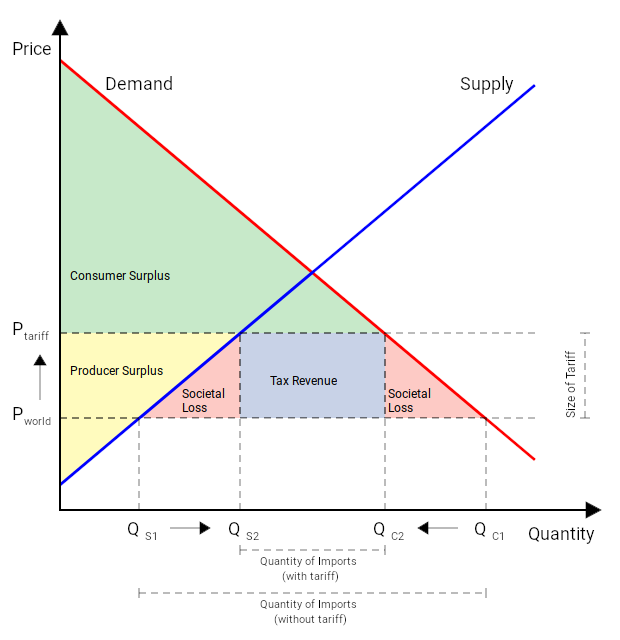 Price
Demand
Supply
Consumer Surplus
P tariff
Producer Surplus
Tax Revenue
Societal
Loss
Societal
Loss
Size of Tariff
P world
Q S1
Q S2
Q C2
Q C1
Quantity
Quantity of Imports
(with tariff)
Quantity of Imports
(without tariff)